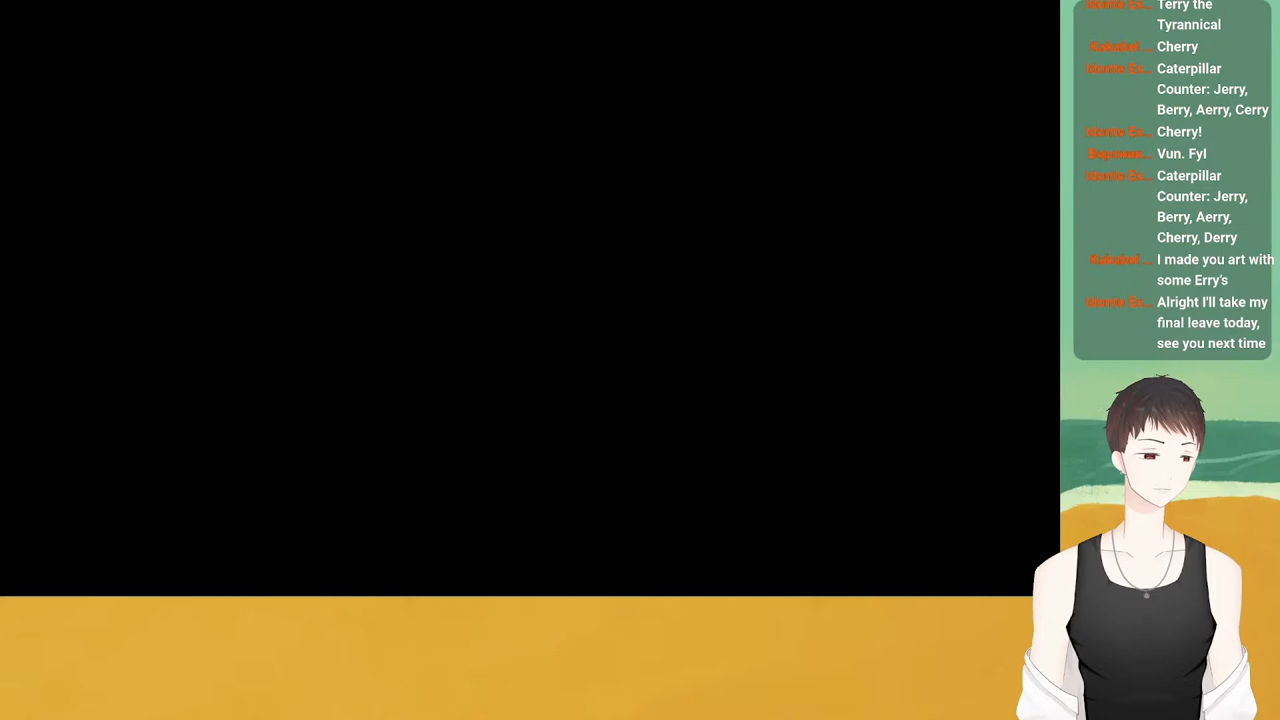 Terry the
Tyrannical
Cherry
Caterpillar
Counter: Jerry,
Berry, Aerry, Cerry
Cherry!
Vun. Fyl
Caterpillar
Counter: Jerry,
Berry, Aerry,
Cherry, Derry
I made you art with
some Erry's
Alright I'll take my
final leave today,
see you next time